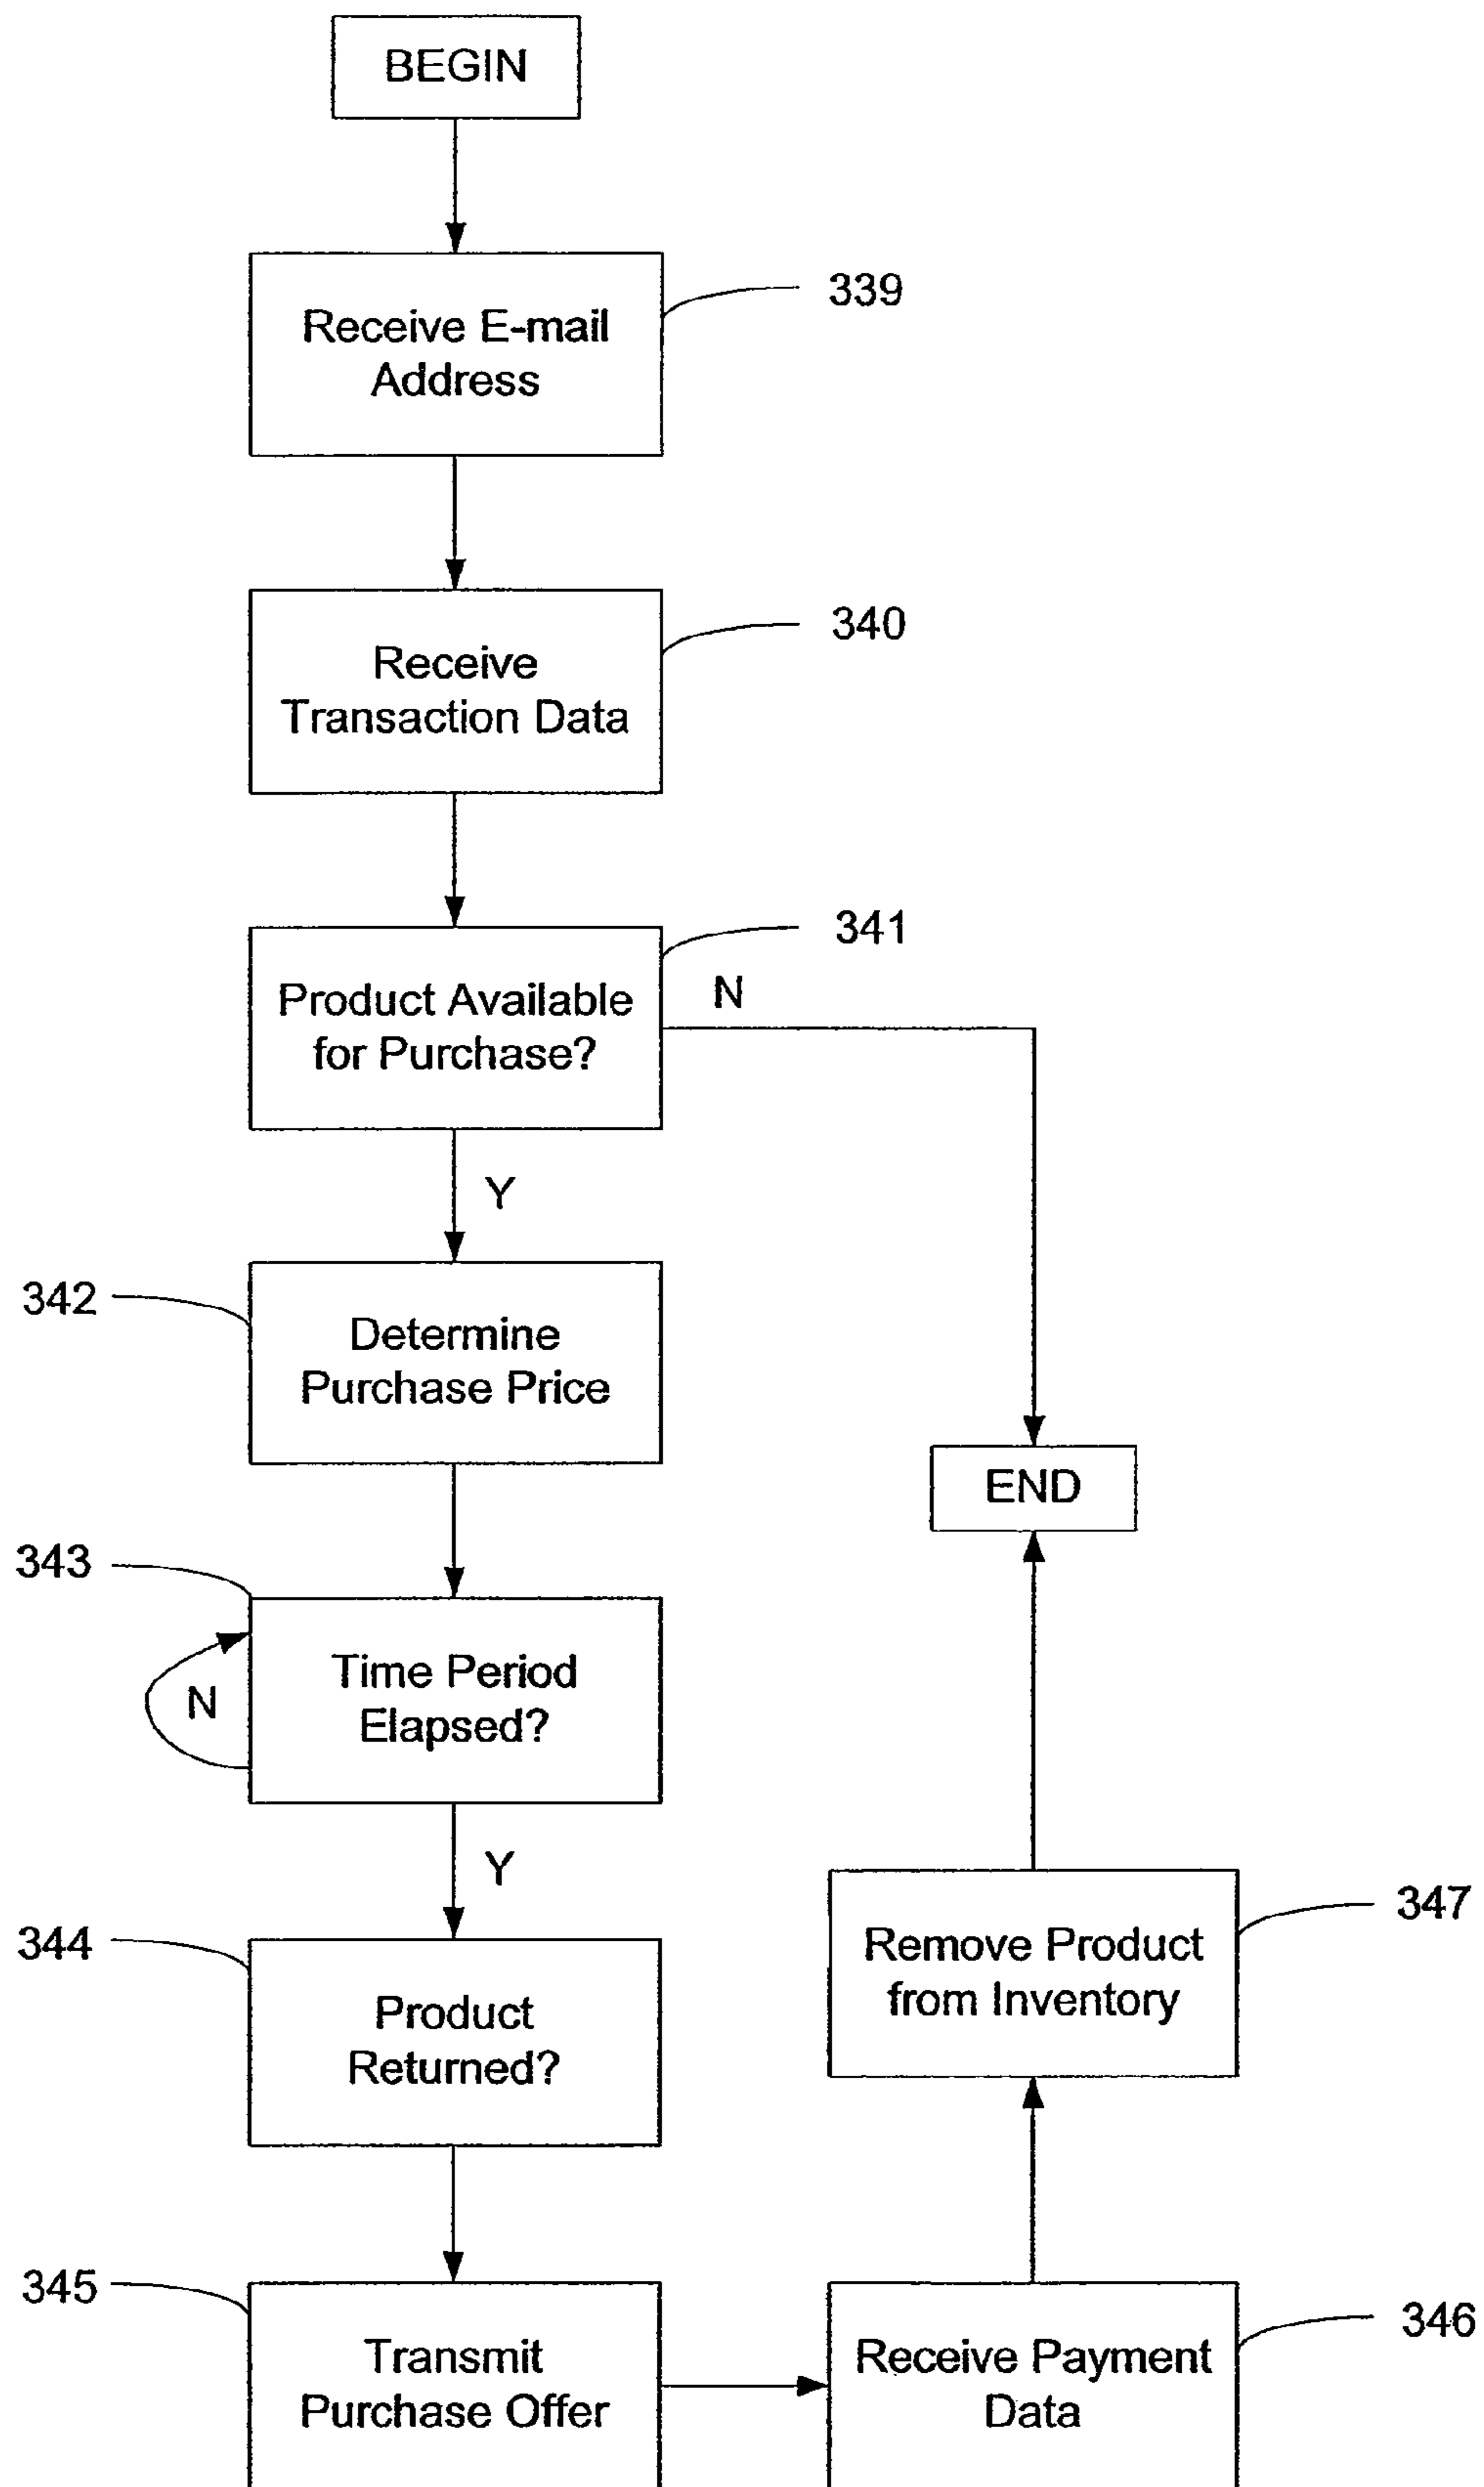 BEGIN
Receive E-mail
Address
339
Receive
Transaction Data
340
Product Available
for Purchase?
341
N
Y
342
Determine
Purchase Price
END
343
Time Period
Elapsed?
N
Y
344
Product
Returned?
Remove Product
from Inventory
347
345
Transmit
Purchase Offer
Receive Payment
Data
346